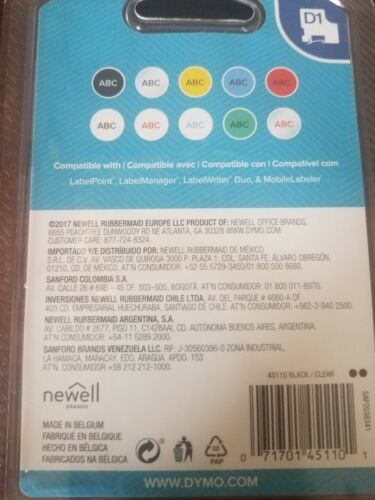 D1
ABC ABC ABC ABC ABC
ABC ABC ABC ABC ABC
Compatible with | Compatible avec | Compatible con | Compatível com
LabelPoint, LabelManager, LabelWriter Duo, & MobileLabeler
©2017 NEWELL RUBBERMAID EUROPE LLC PRODUCT OF: NEWELL OFFICE BRANDS,
6655 PEACHTREE DUNWOODY RD NE ATLANTA, GA 30328 WWW.DYMO.COM
CUSTOMER CARE: 877-724-8324
IMPORTADO Y/E DISTRIBUIDO POR: NEWELL RUBBERMAID DE MÉXICO
S.R.L. DE C.V. AV. VASCO DE QUIROGA 3000 P. PLAZA 1, COL. SANTA FE, ÁLVARO OBREGÓN,
01210, CD. DE MÉXICO. AT'N CONSUMIDOR: +52 55 5729-3450/01 800 500 8680.
SANFORD COLOMBIA S.A.
AV. CALLE 26 # 69B - 45 OF. 503-505, BOGOTÁ. AT'N CONSUMIDOR: 01 800 011-8970.
INVERSIONES NEWELL RUBBERMAID CHILE LTDA. AV. DEL PARQUE # 4680-A OF.
403 CD. EMPRESARIAL HUECHURABA, SANTIAGO DE CHILE. AT'N CONSUMIDOR: +562-2-940 2500.
NEWELL RUBBERMAID ARGENTINA, S.A.
AV. CABILDO # 2677, PISO 11, C1428AAI, CD. AUTÓNOMA BUENOS AIRES, ARGENTINA.
AT'N CONSUMIDOR: +54-11 5289 2000.
SANFORD BRANDS VENEZUELA LLC. RIF J-30560396-0 ZONA INDUSTRIAL,
LA HAMACA, MARACAY, EDO. ARAGUA. APDO. 153
AT'N CONSUMIDOR: +58 212 212-1000.
45110 BLACK / CLEAR
newell
BRANDS
MADE IN BELGIUM
FABRIQUÉ EN BELGIQUE
HECHO EN BÉLGICA
FABRICADOS NA BÉLGICA
PAP
SAP2026341
0 71701 45110 1
WWW.DYMO.COM